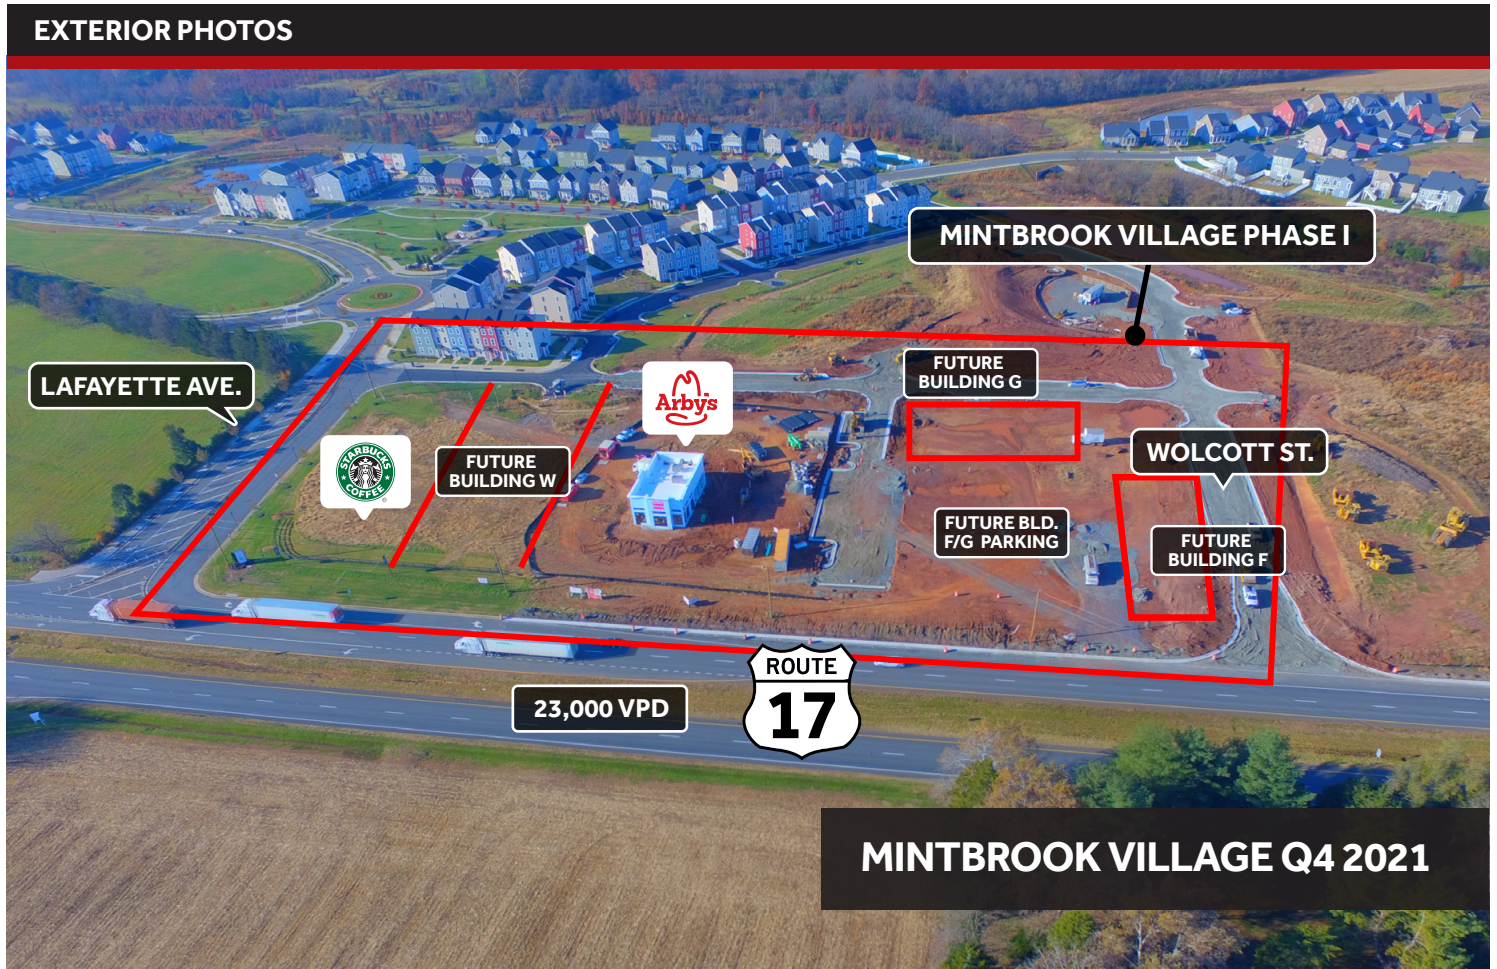 EXTERIOR PHOTOS
MINTBROOK VILLAGE PHASE I
LAFAYETTE AVE.
FUTURE
BUILDING G
Arby's
WOLCOTT ST.
STARBUCKS
COFFEE
FUTURE
BUILDING W
FUTURE BLD.
F/G PARKING
FUTURE
BUILDING F
ROUTE
17
23,000 VPD
MINTBROOK VILLAGE Q4 2021